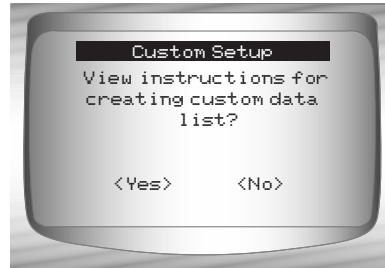 Custom Setup
View instructions for
creating custom data
list?
<Yes> <No>